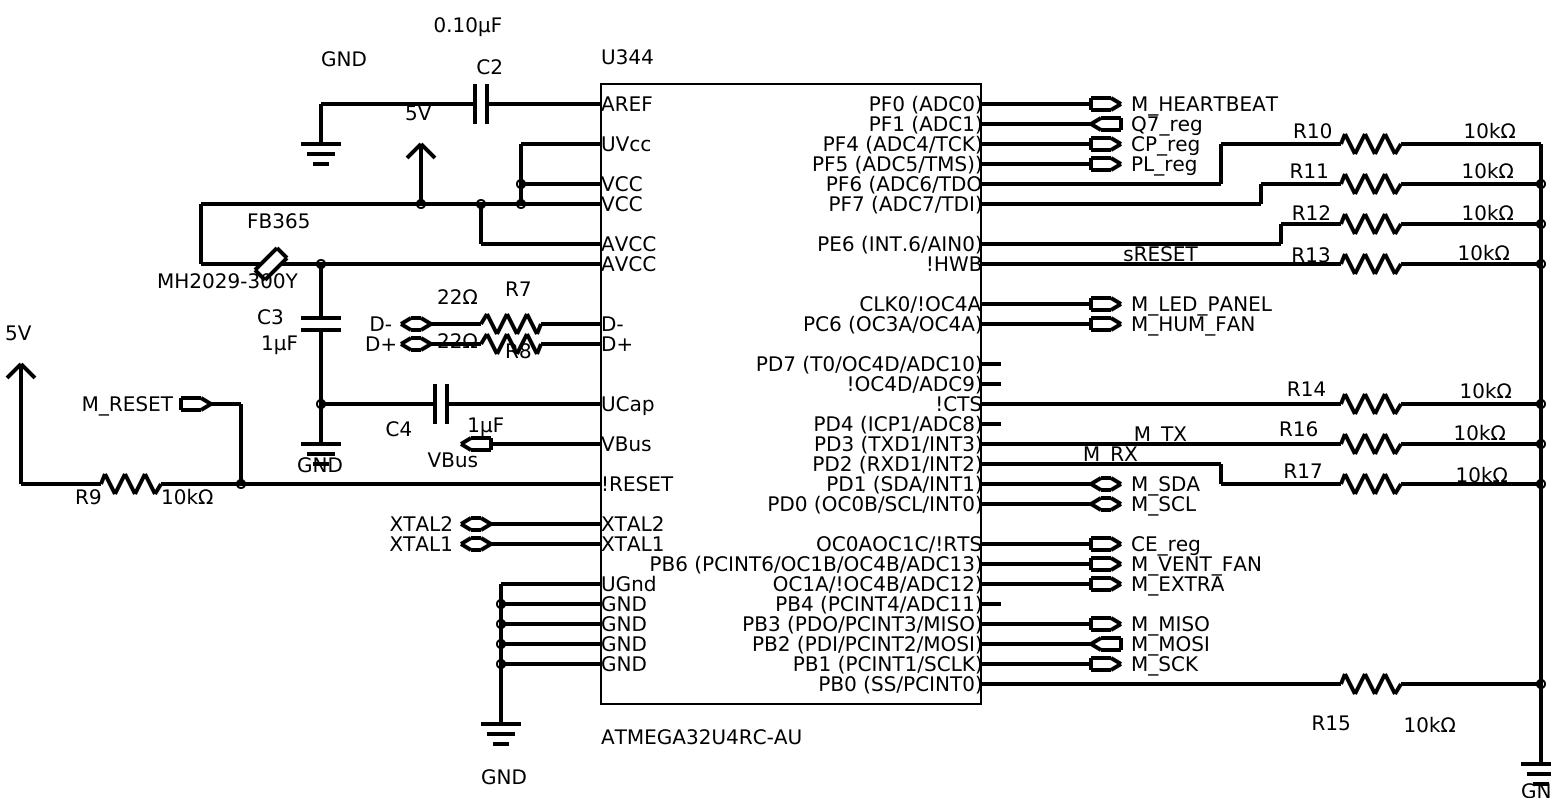 0.10µF
GND
C2
5V
U344
AREF
UVcc
VCC
VCC
FB365
AVCC
AVCC
MH2029-300Y
22Ω
R7
C3
1µF
D-
D-
D+
22Ω
R8
D+
5V
M_RESET
UCap
C4
1µF
VBus
VBus
GND
R9
10kΩ
!RESET
XTAL2
XTAL2
XTAL1
XTAL1
UGnd
GND
GND
GND
GND
GND
ATMEGA32U4RC-AU
PF0 (ADC0)
M_HEARTBEAT
PF1 (ADC1)
Q7_reg
PF4 (ADC4/TCK)
CP_reg
PF5 (ADC5/TMS))
PL_reg
PF6 (ADC6/TDO
PF7 (ADC7/TDI)
PE6 (INT.6/AIN0)
!HWB
sRESET
R10
10kΩ
R11
10kΩ
R12
10kΩ
R13
10kΩ
CLK0/!OC4A
M_LED_PANEL
PC6 (OC3A/OC4A)
M_HUM_FAN
PD7 (T0/OC4D/ADC10)
!OC4D/ADC9)
!CTS
R14
10kΩ
PD4 (ICP1/ADC8)
PD3 (TXD1/INT3)
M_TX
R16
10kΩ
PD2 (RXD1/INT2)
M_RX
R17
10kΩ
PD1 (SDA/INT1)
M_SDA
PD0 (OC0B/SCL/INT0)
M_SCL
OC0AOC1C/!RTS
CE_reg
PB6 (PCINT6/OC1B/OC4B/ADC13)
M_VENT_FAN
OC1A/!OC4B/ADC12)
M_EXTRA
PB4 (PCINT4/ADC11)
PB3 (PDO/PCINT3/MISO)
M_MISO
PB2 (PDI/PCINT2/MOSI)
M_MOSI
PB1 (PCINT1/SCLK)
M_SCK
PB0 (SS/PCINT0)
R15
10kΩ
GN